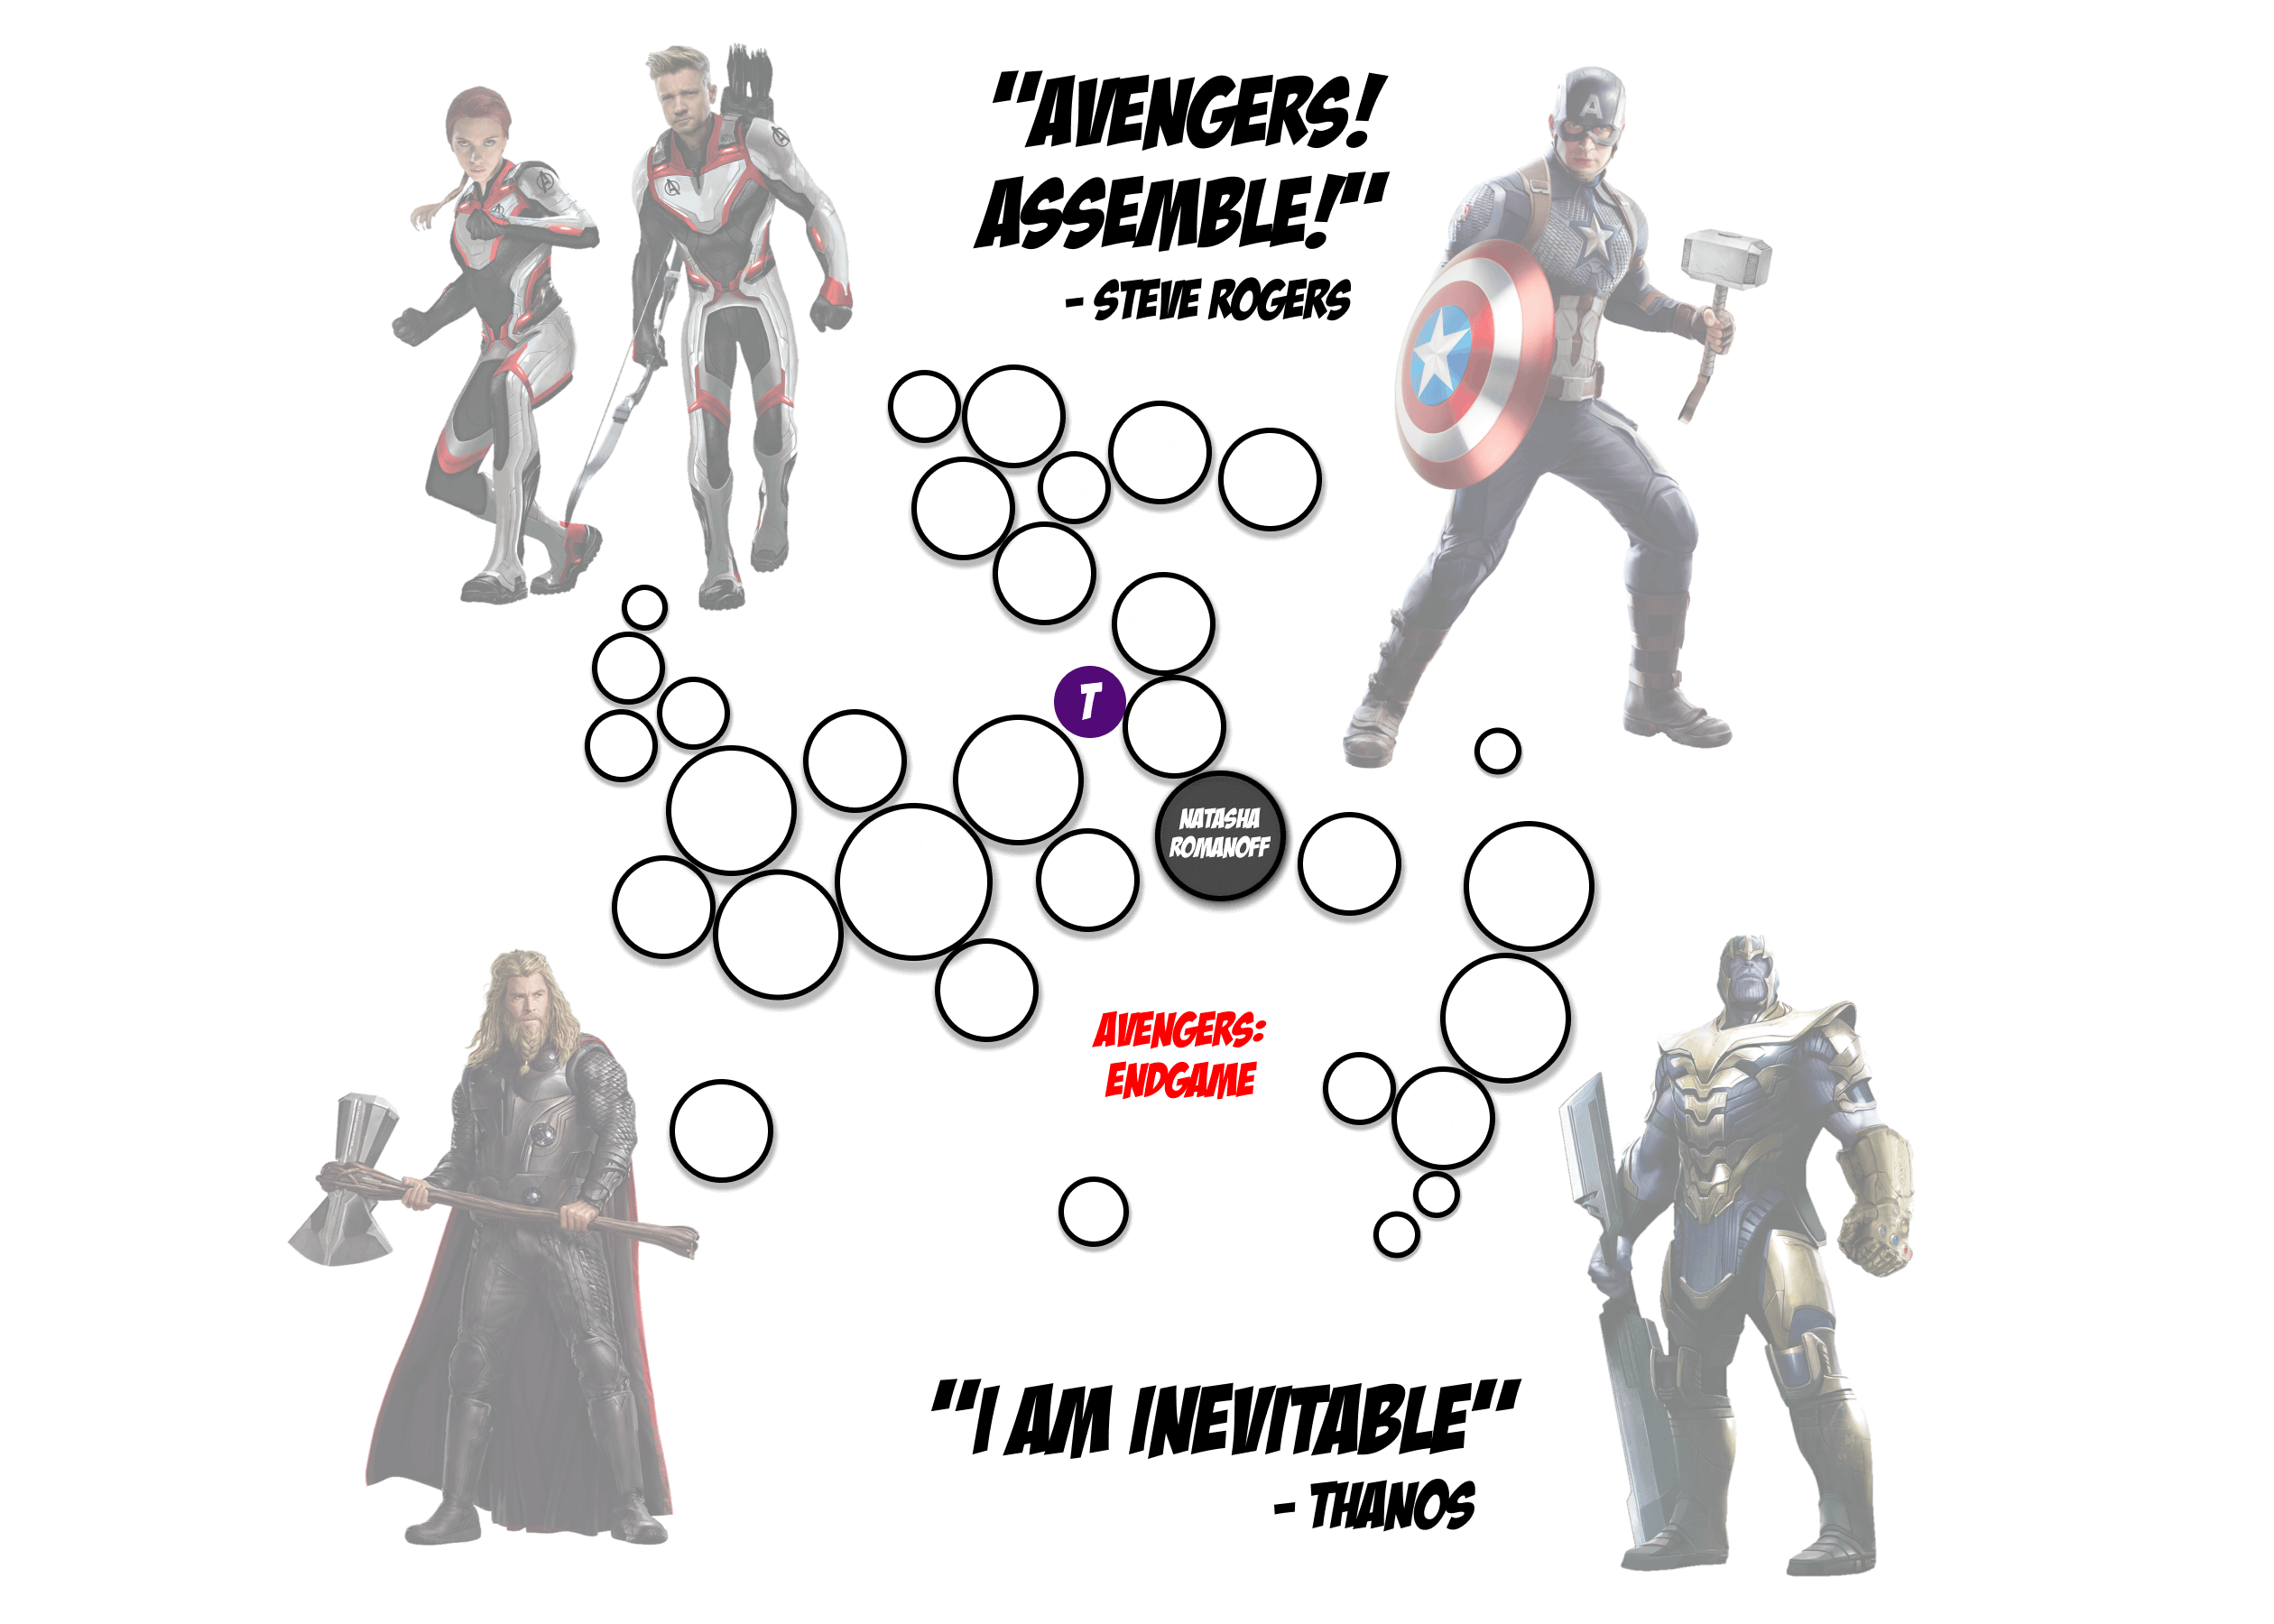 "AVENGERS!
ASSEMBLE!"
- STEVE ROGERS
T
NATASHA
ROMANOFF
AVENGERS:
ENDGAME
"I AM INEVITABLE"
- THANOS